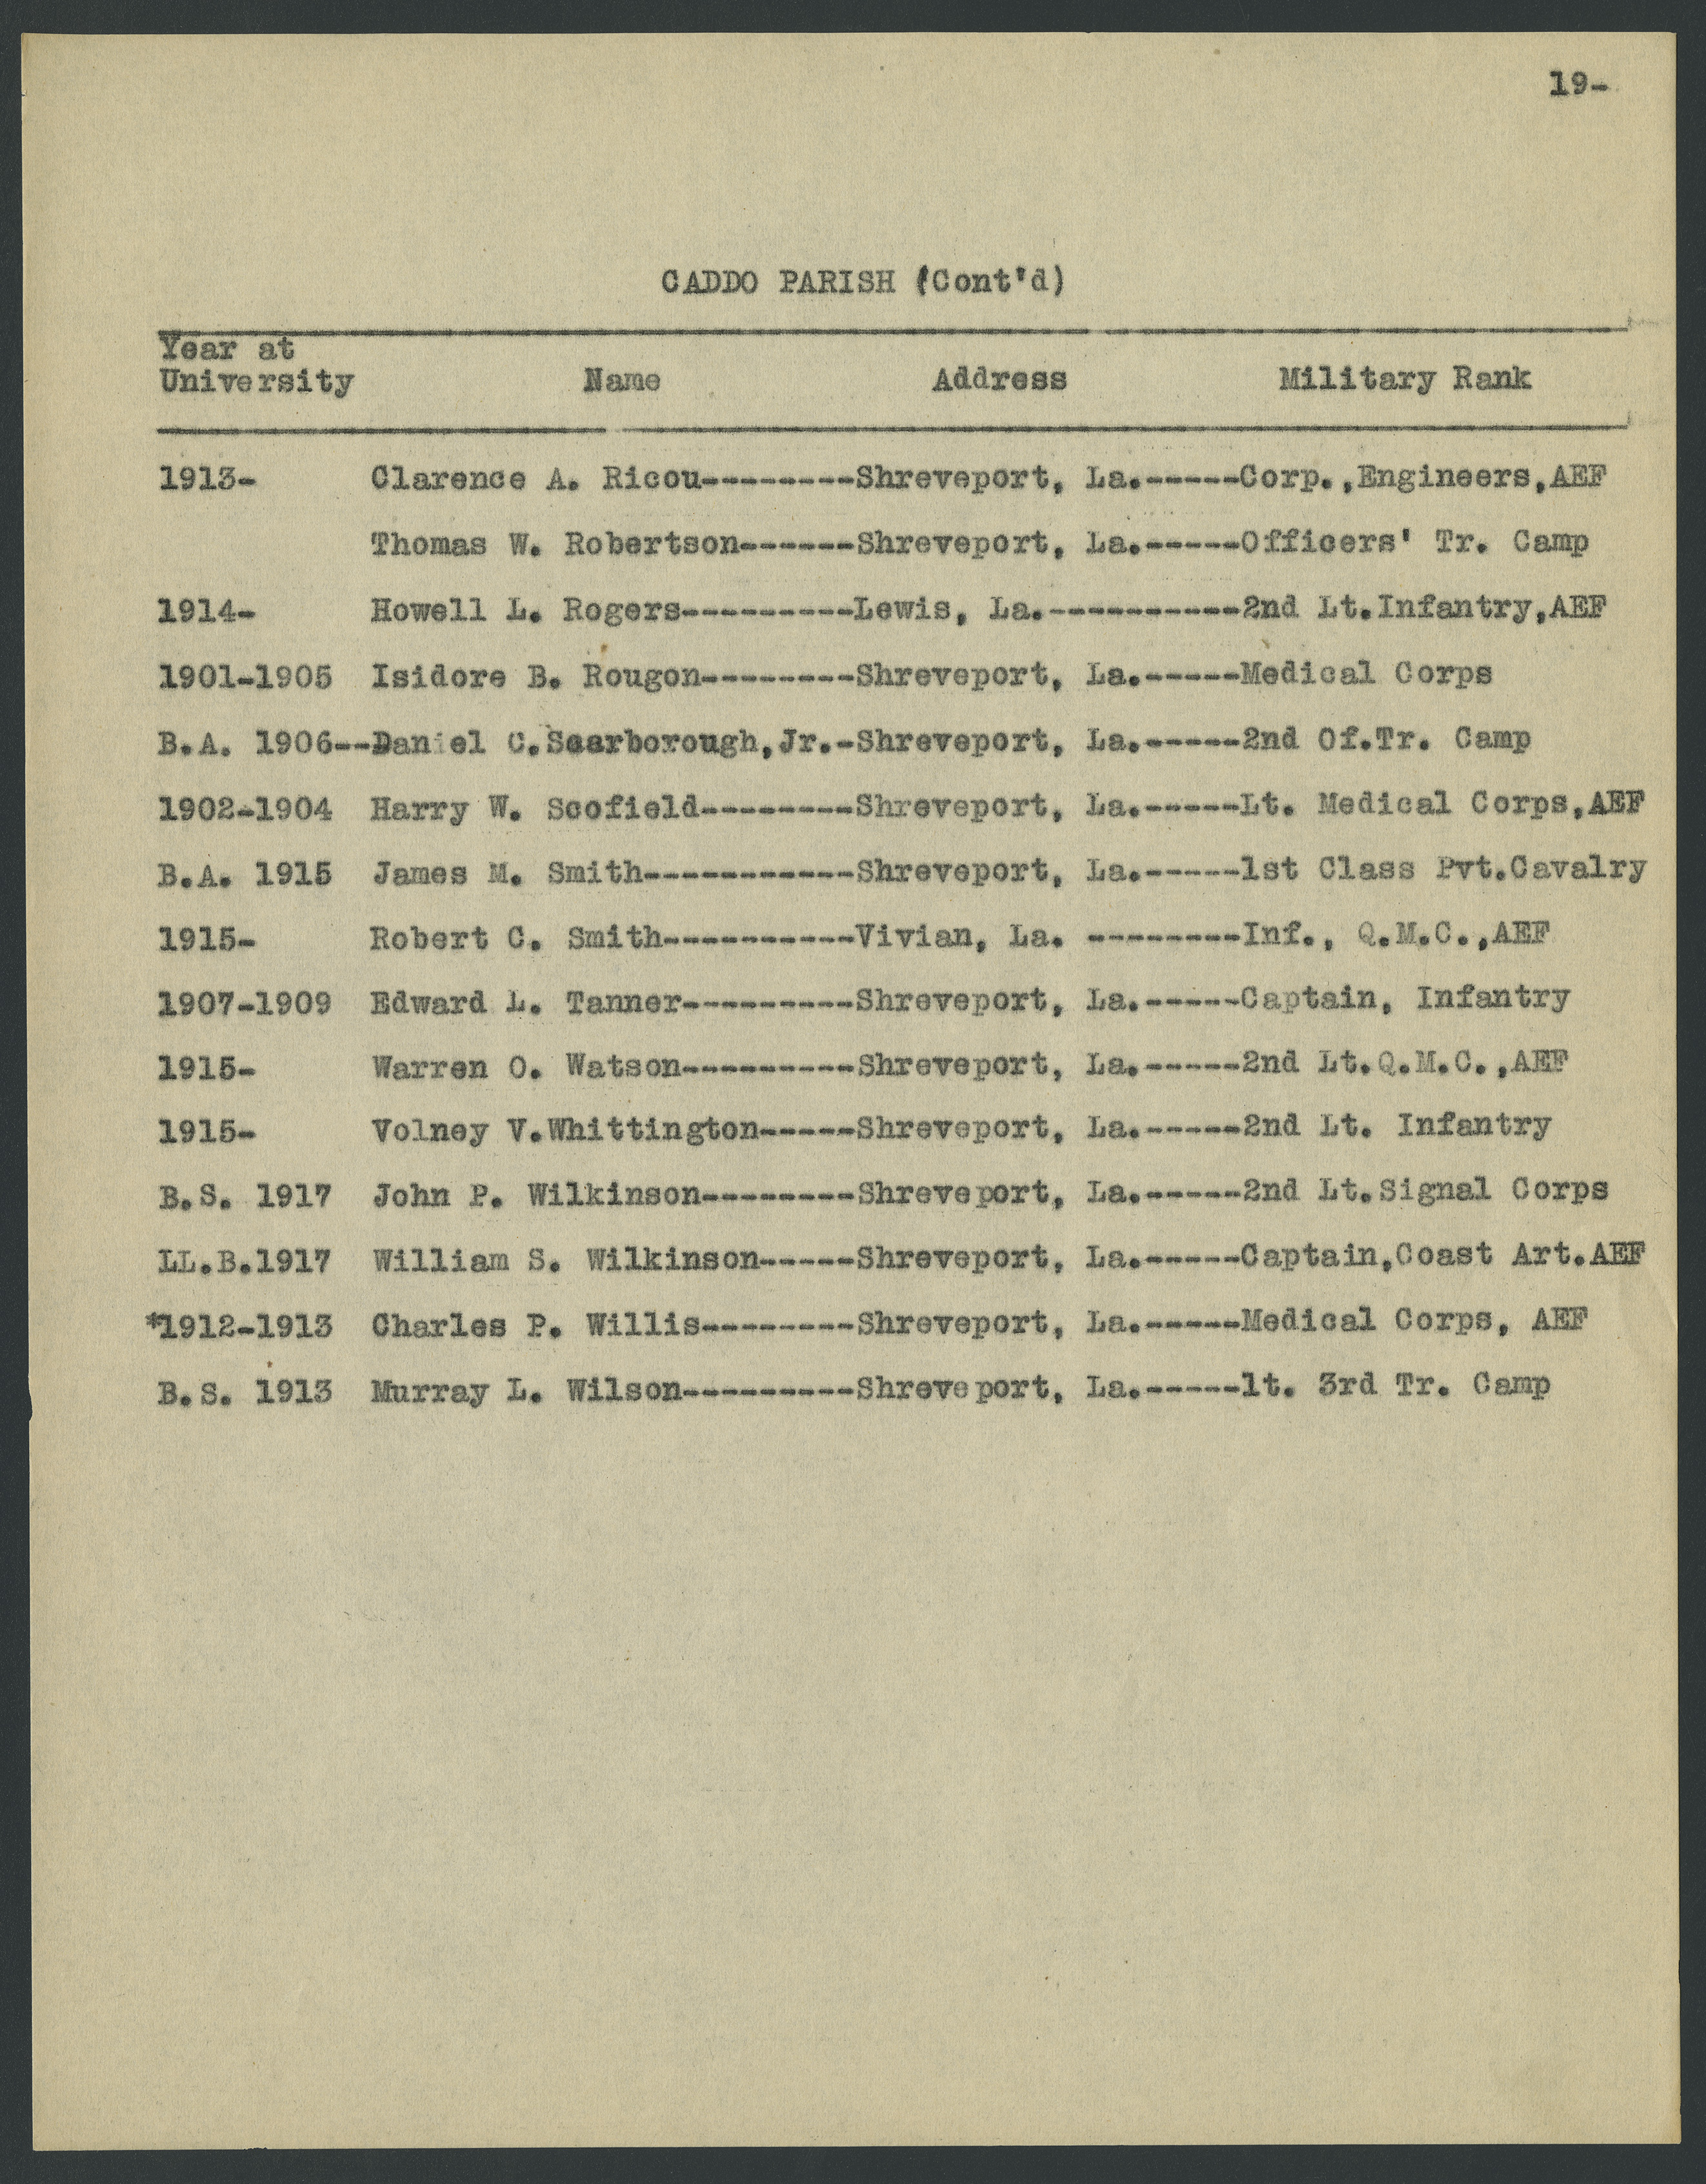 19-
CADDO PARISH (Cont'd)
Year at
University Name Address Military Rank
1913- Clarence A. Ricou--------Shreveport, La.-----Corp.,Engineers,AEF
Thomas W. Robertson------Shreveport, La.-----Officers' Tr. Camp
1914- Howell L. Rogers---------Lewis, La.----------2nd Lt.Infantry,AEF
1901-1905 Isidore B. Rougon--------Shreveport, La.-----Medical Corps
B.A. 1906--Daniel C.Scarborough,Jr.-Shreveport, La.-----2nd Of.Tr. Camp
1902-1904 Harry W. Scofield--------Shreveport, La.-----Lt. Medical Corps,AEF
B.A. 1915 James M. Smith-----------Shreveport, La.-----1st Class Pvt.Cavalry
1915- Robert C. Smith----------Vivian, La. --------Inf., Q.M.C.,AEF
1907-1909 Edward L. Tanner---------Shreveport, La.-----Captain, Infantry
1915- Warren O. Watson---------Shreveport, La.-----2nd Lt.Q.M.C.,AEF
1915- Volney V.Whittington-----Shreveport, La.-----2nd Lt. Infantry
B.S. 1917 John P. Wilkinson--------Shreveport, La.-----2nd Lt.Signal Corps
LL.B.1917 William S. Wilkinson-----Shreveport, La.-----Captain,Coast Art.AEF
*1912-1913 Charles P. Willis--------Shreveport, La.-----Medical Corps, AEF
B.S. 1913 Murray L. Wilson---------Shreveport, La.-----lt. 3rd Tr. Camp